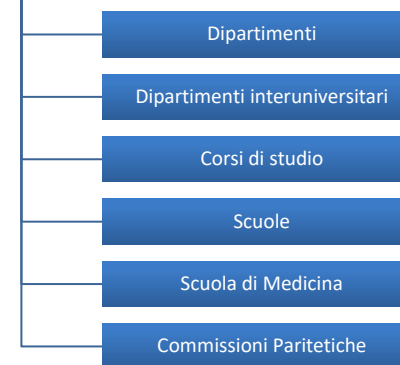 Dipartimenti
Dipartimenti interuniversitari
Corsi di studio
Scuole
Scuola di Medicina
Commissioni Paritetiche